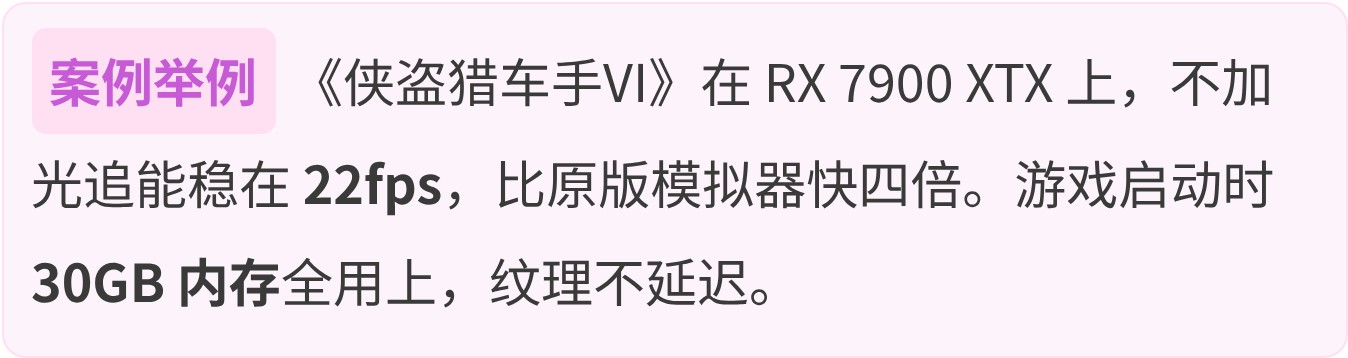 案例举例 《侠盗猎车手VI》在 RX 7900 XTX 上，不加
光追能稳在 22fps，比原版模拟器快四倍。游戏启动时
30GB 内存全用上，纹理不延迟。